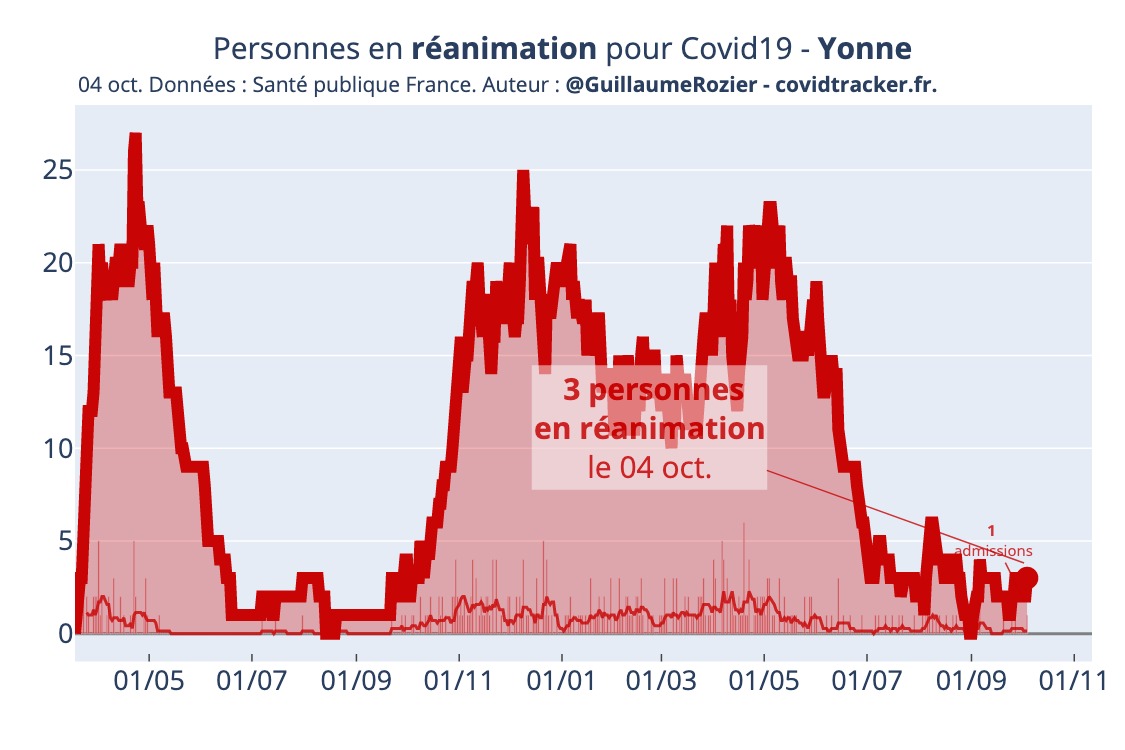 Personnes en réanimation pour Covid19 - Yonne
04 oct. Données : Santé publique France. Auteur : @GuillaumeRozier - covidtracker.fr.
25
20
15
10
5
0
3 personnes
en réanimation
le 04 oct.
1
admissions
01/05 01/07 01/09 01/11 01/01 01/03 01/05 01/07 01/09 01/11